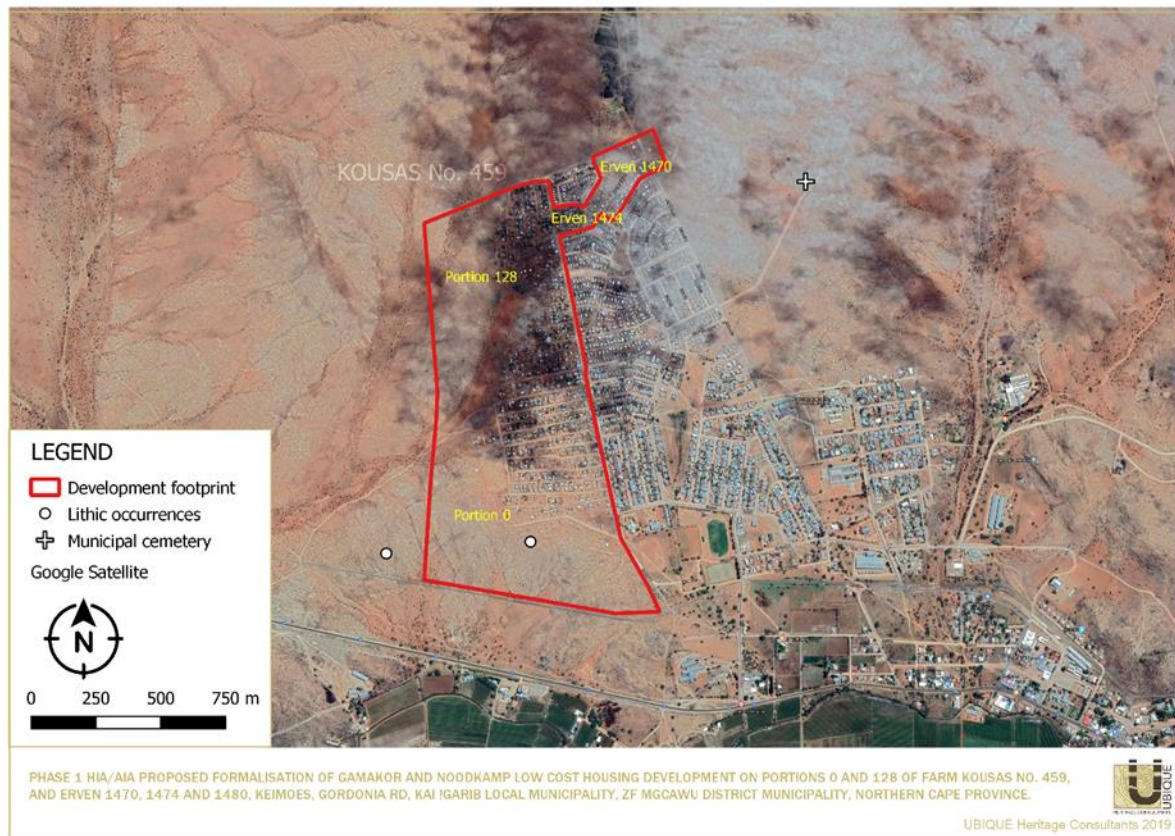 KOUSAS No. 459
Erven 1470
Erven 1474
Portion 128
Portion 0
LEGEND
Development footprint
Lithic occurrences
Municipal cemetery
Google Satellite
N
0 250 500 750 m
PHASE 1 HIA/AIA PROPOSED FORMALISATION OF GAMAKOR AND NOODKAMP LOW COST HOUSING DEVELOPMENT ON PORTIONS 0 AND 128 OF FARM KOUSAS NO. 459,
AND ERVEN 1470, 1474 AND 1480, KEIMOES, GORDONIA RD, KAI !GARIB LOCAL MUNICIPALITY, ZF MGCAWU DISTRICT MUNICIPALITY, NORTHERN CAPE PROVINCE.
UBIQUE
UBIQUE Heritage Consultants 2019